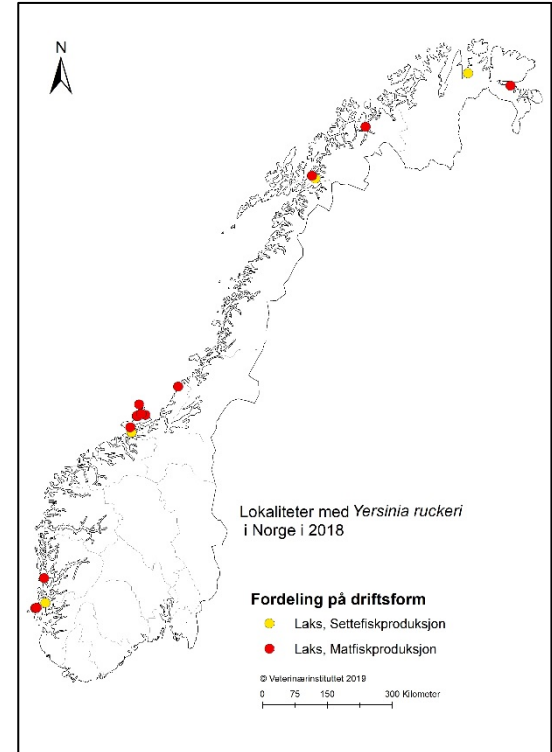 N
Lokaliteter med Yersinia ruckeri
i Norge i 2018
Fordeling på driftsform
Laks, Settefiskproduksjon
Laks, Matfiskproduksjon
© Veterinærinstituttet 2019
0 75 150 300 Kilometer